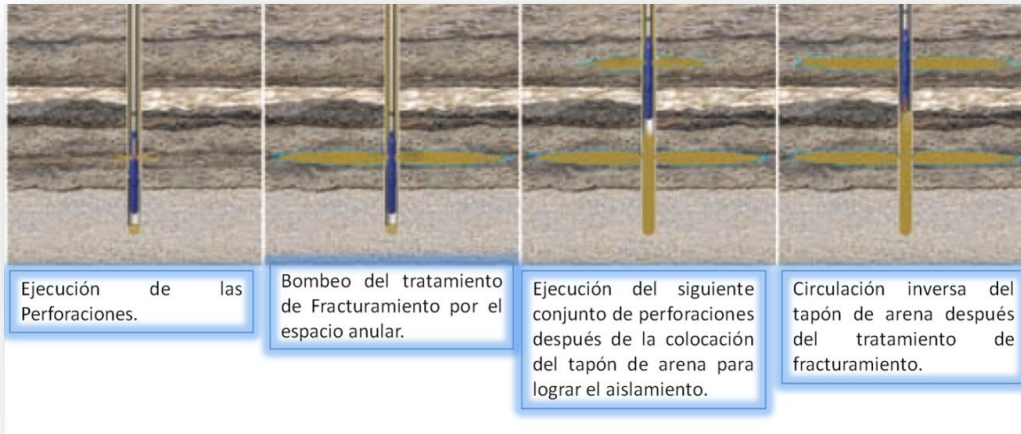 Ejecución de las
Perforaciones.
Bombeo del tratamiento
de Fracturamiento por el
espacio anular.
Ejecución del siguiente
conjunto de perforaciones
después de la colocación
del tapón de arena para
lograr el aislamiento.
Circulación inversa del
tapón de arena después
del tratamiento de
fracturamiento.